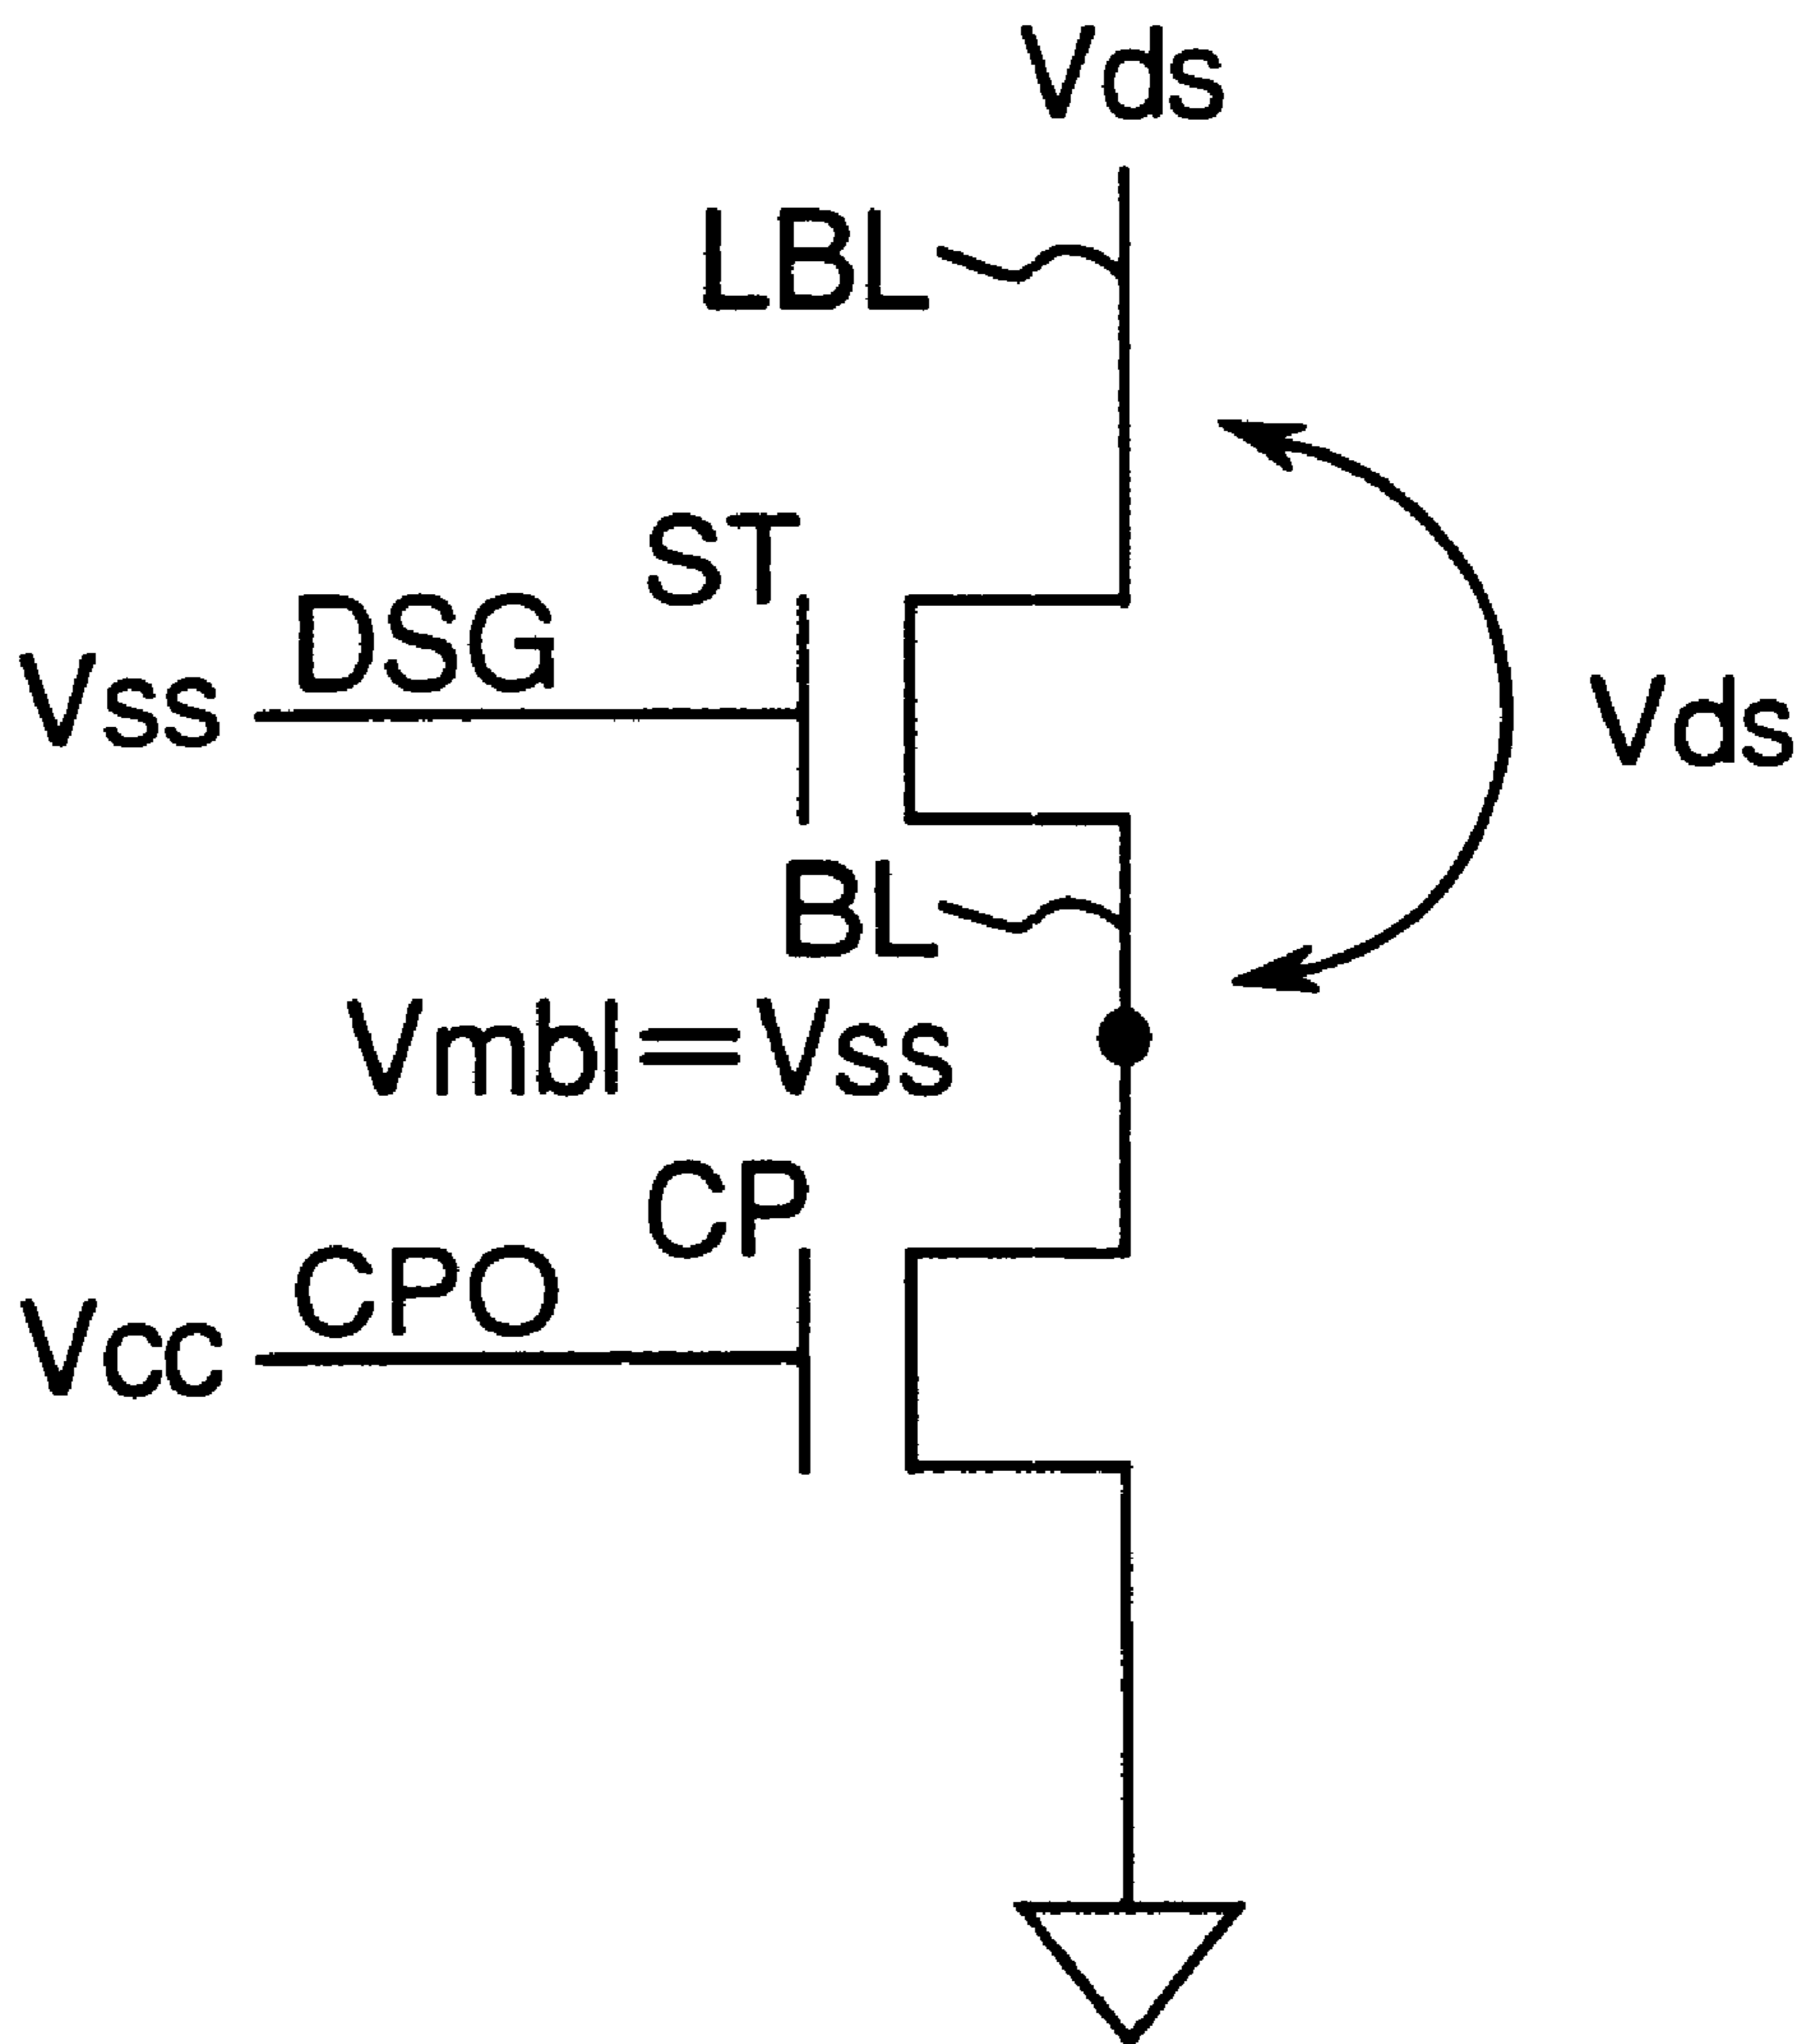 Vds
LBL
ST
DSG
Vss
Vds
BL
Vmbl=Vss
CP
CPO
Vcc